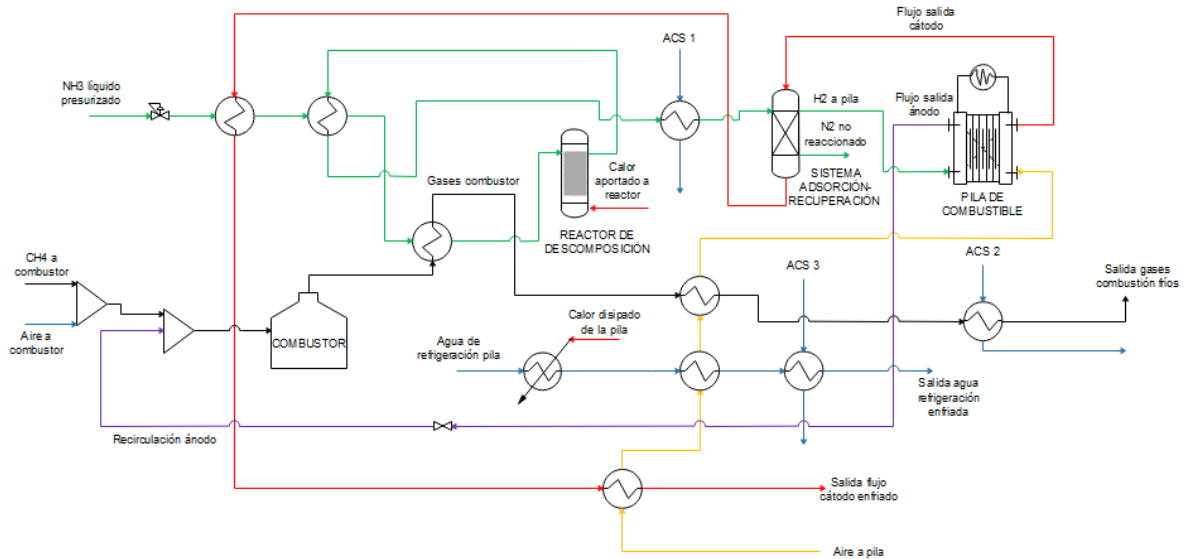 Flujo salida
cátodo
ACS 1
NH3 líquido
presurizado
H2 a pila
Flujo salida
ánodo
N2 no
reaccionado
Calor
aportado a
reactor
SISTEMA
ADSORCIÓN-
RECUPERACIÓN
PILA DE
COMBUSTIBLE
Gases combustor
REACTOR DE
DESCOMPOSICIÓN
CH4 a
combustor
ACS 3
ACS 2
Salida gases
combustión fríos
Aire a
combustor
COMBUSTOR
Calor disipado
de la pila
Agua de
refrigeración pila
Salida agua
refrigeración
enfriada
Recirculación ánodo
Salida flujo
cátodo enfriado
Aire a pila